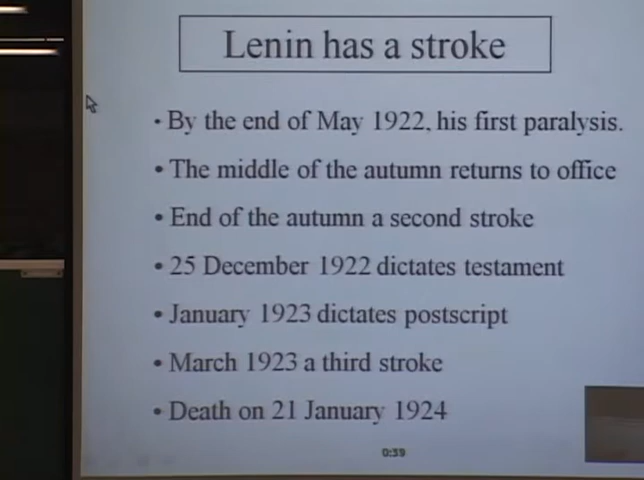 Lenin has a stroke
• By the end of May 1922, his first paralysis.
• The middle of the autumn returns to office
• End of the autumn a second stroke
• 25 December 1922 dictates testament
• January 1923 dictates postscript
• March 1923 a third stroke
• Death on 21 January 1924
0:39